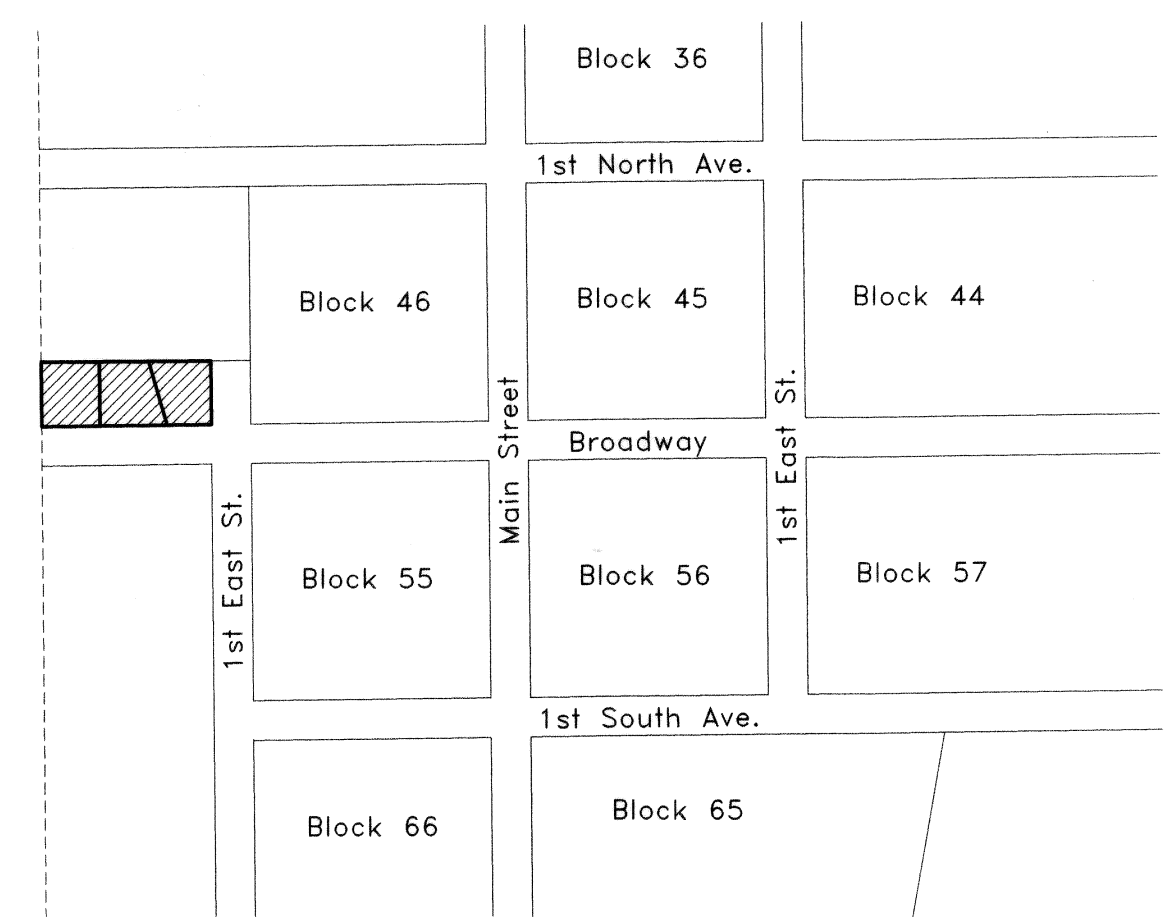 Block 36
1st North Ave.
Block 46
Block 45
Block 44
Main Street
1st East St.
Broadway
1st East St.
Block 55
Block 56
Block 57
1st South Ave.
Block 66
Block 65